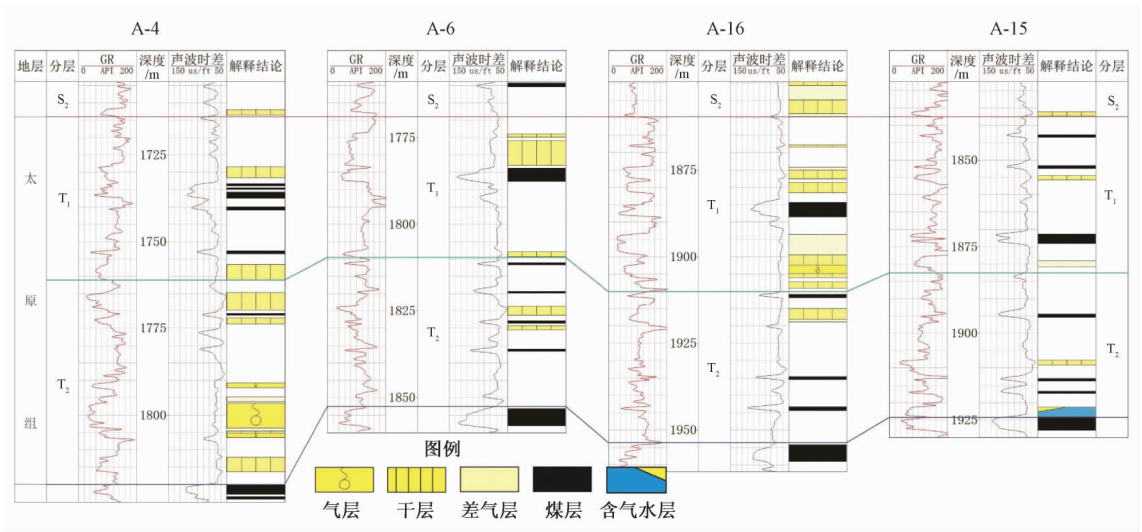 A-4 A-6 A-16 A-15
地层 分层 GR 0 API 200 深度 /m 声波时差 150 us/ft 50 解释结论
GR 0 API 200 深度 /m 分层 声波时差 150 us/ft 50 解释结论
GR 0 API 200 深度 /m 分层 声波时差 150 us/ft 50 解释结论
GR 0 API 200 深度 /m 声波时差 150 us/ft 50 解释结论 分层
S₂ S₂ S₂ S₂
太原组
T₁ T₁ T₁ T₁
T₂ T₂ T₂ T₂
1725
1750
1775
1800
1775
1800
1825
1850
1875
1900
1925
1950
1850
1875
1900
1925
图例
气层 干层 差气层 煤层 含气水层